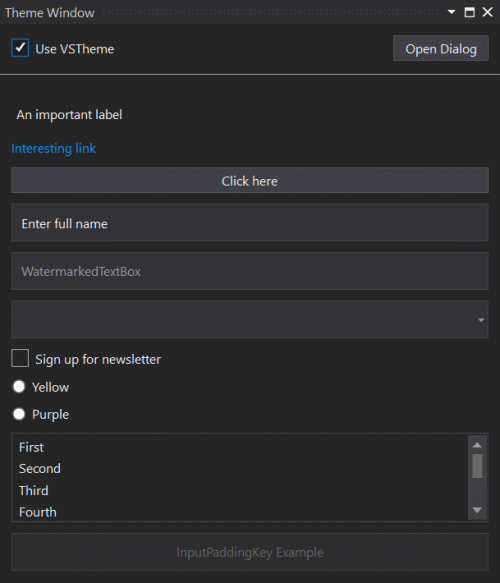 Theme Window
Use VSTheme
Open Dialog
An important label
Interesting link
Click here
Enter full name
WatermarkedTextBox
Sign up for newsletter
Yellow
Purple
First
Second
Third
Fourth
InputPaddingKey Example